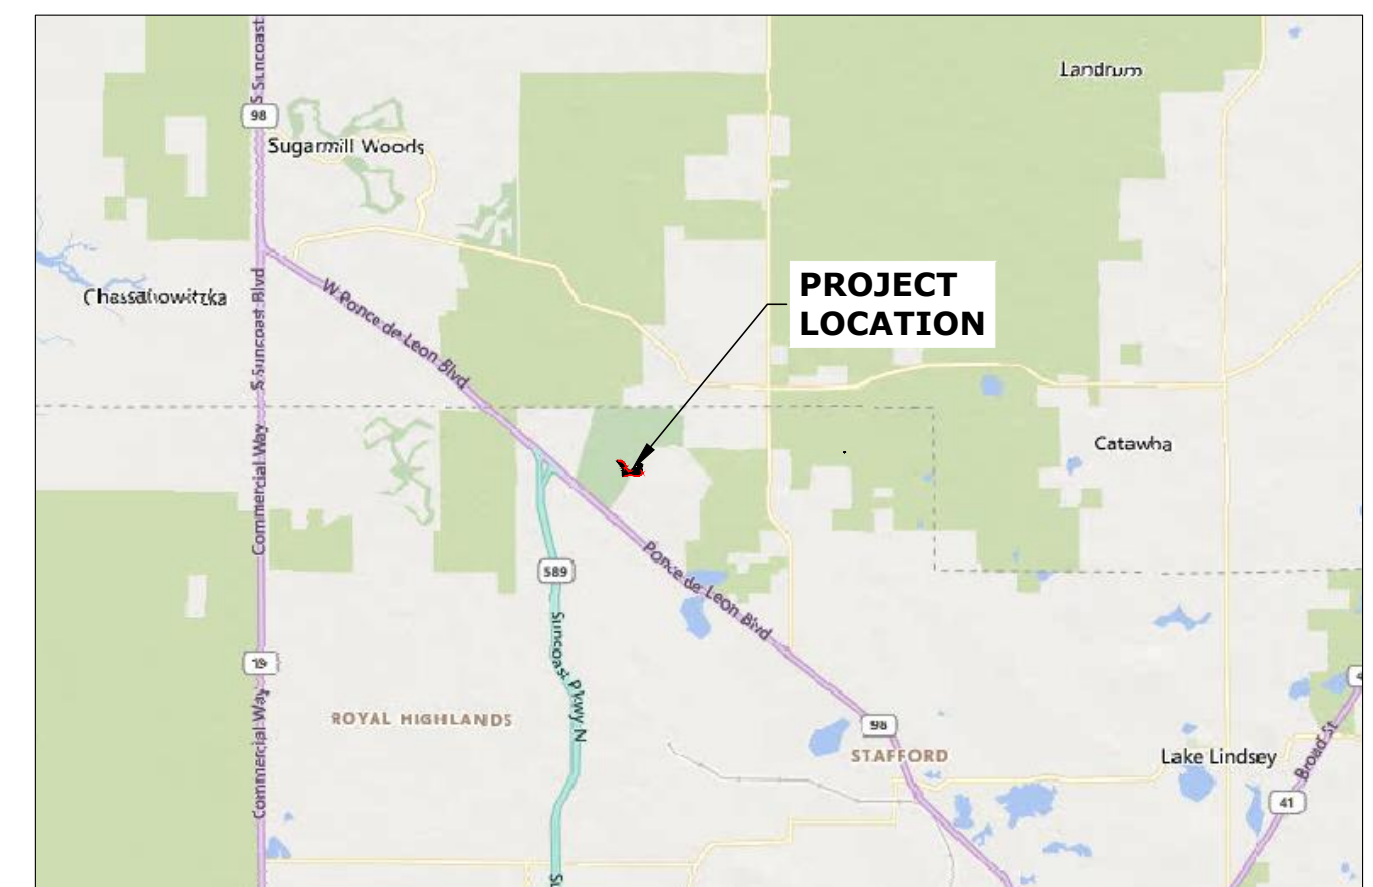 S Suncoast
Landrum
98
Sugarmill Woods
W Ponce de Leon Blvd
PROJECT
LOCATION
Chassahowitzka
S Suncoast Blvd
Commercial Way
Catawba
589
Ponce de Leon Blvd
Suncoast Pkwy N
19
ROYAL HIGHLANDS
Commercial Way
98
STAFFORD
Lake Lindsey
Broad St
41